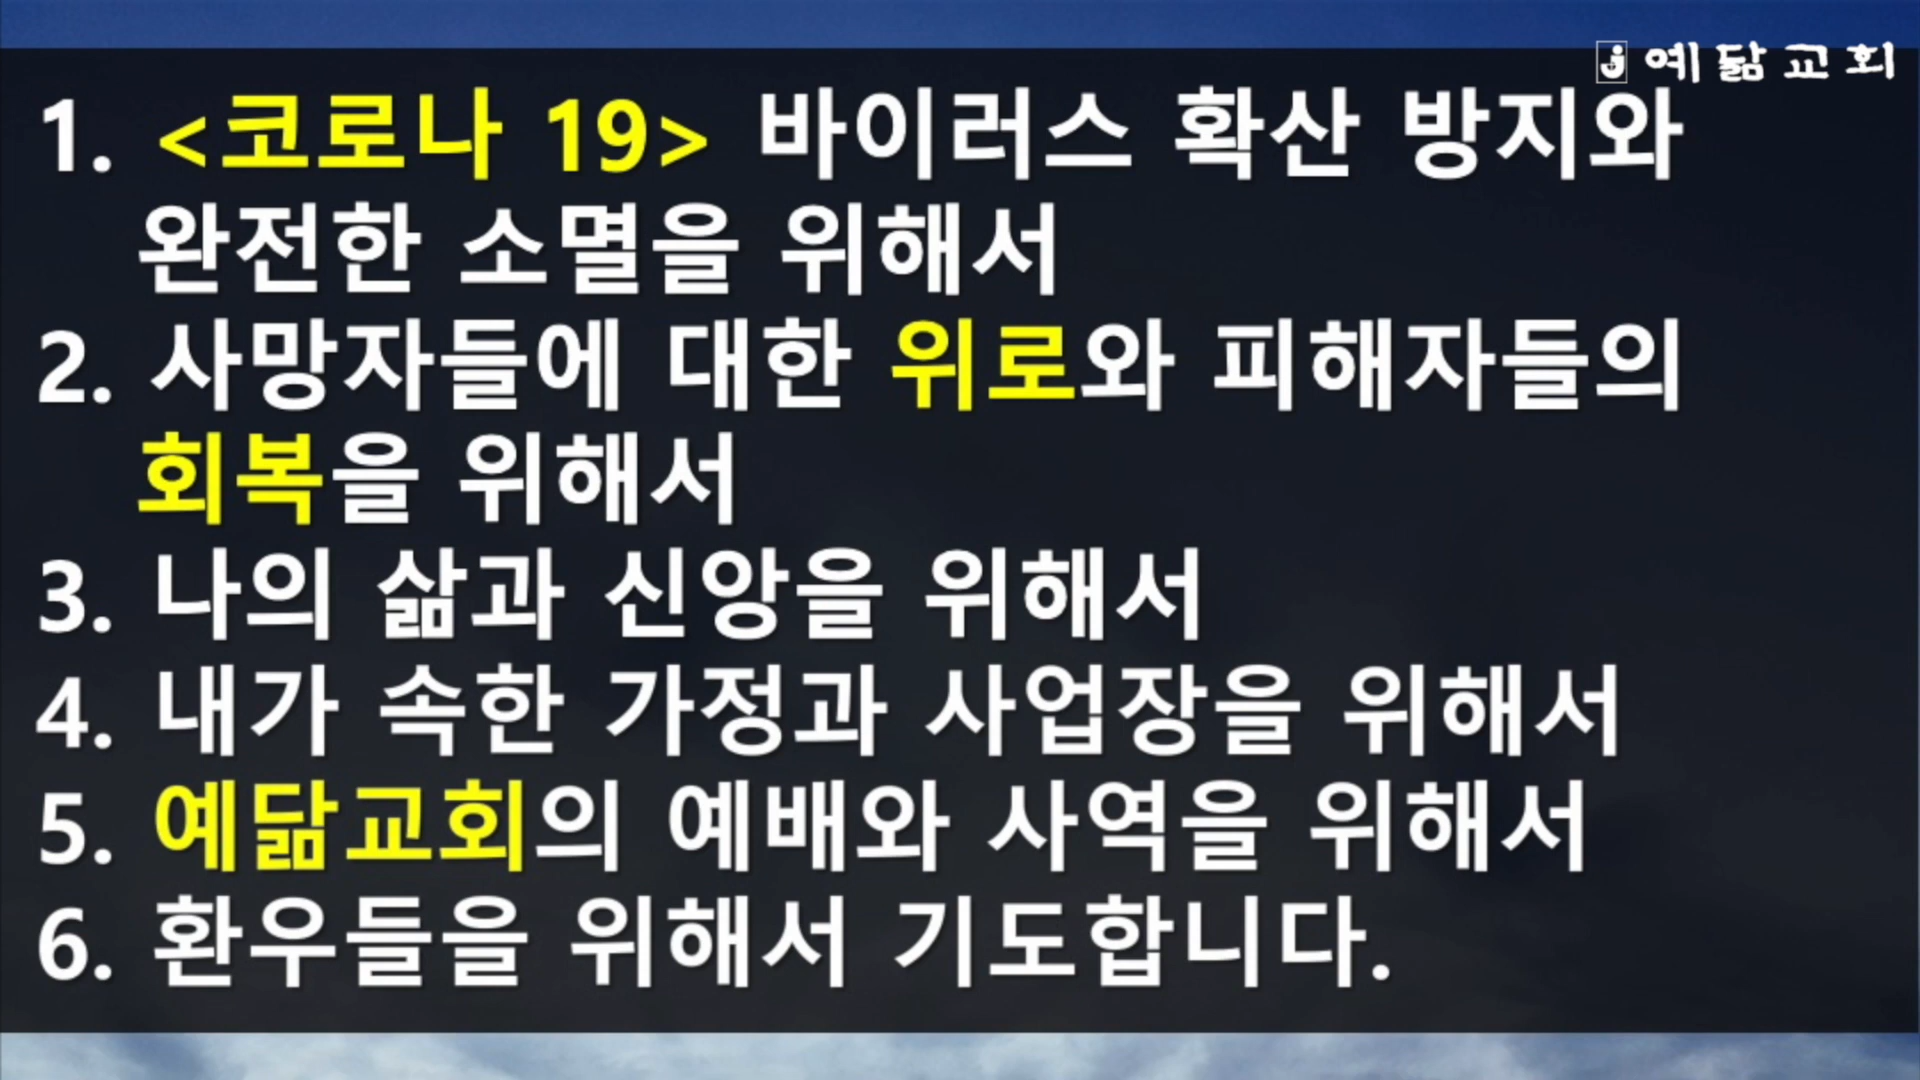 예닮교회
1. <코로나 19> 바이러스 확산 방지와
완전한 소멸을 위해서
2. 사망자들에 대한 위로와 피해자들의
회복을 위해서
3. 나의 삶과 신앙을 위해서
4. 내가 속한 가정과 사업장을 위해서
5. 예닮교회의 예배와 사역을 위해서
6. 환우들을 위해서 기도합니다.